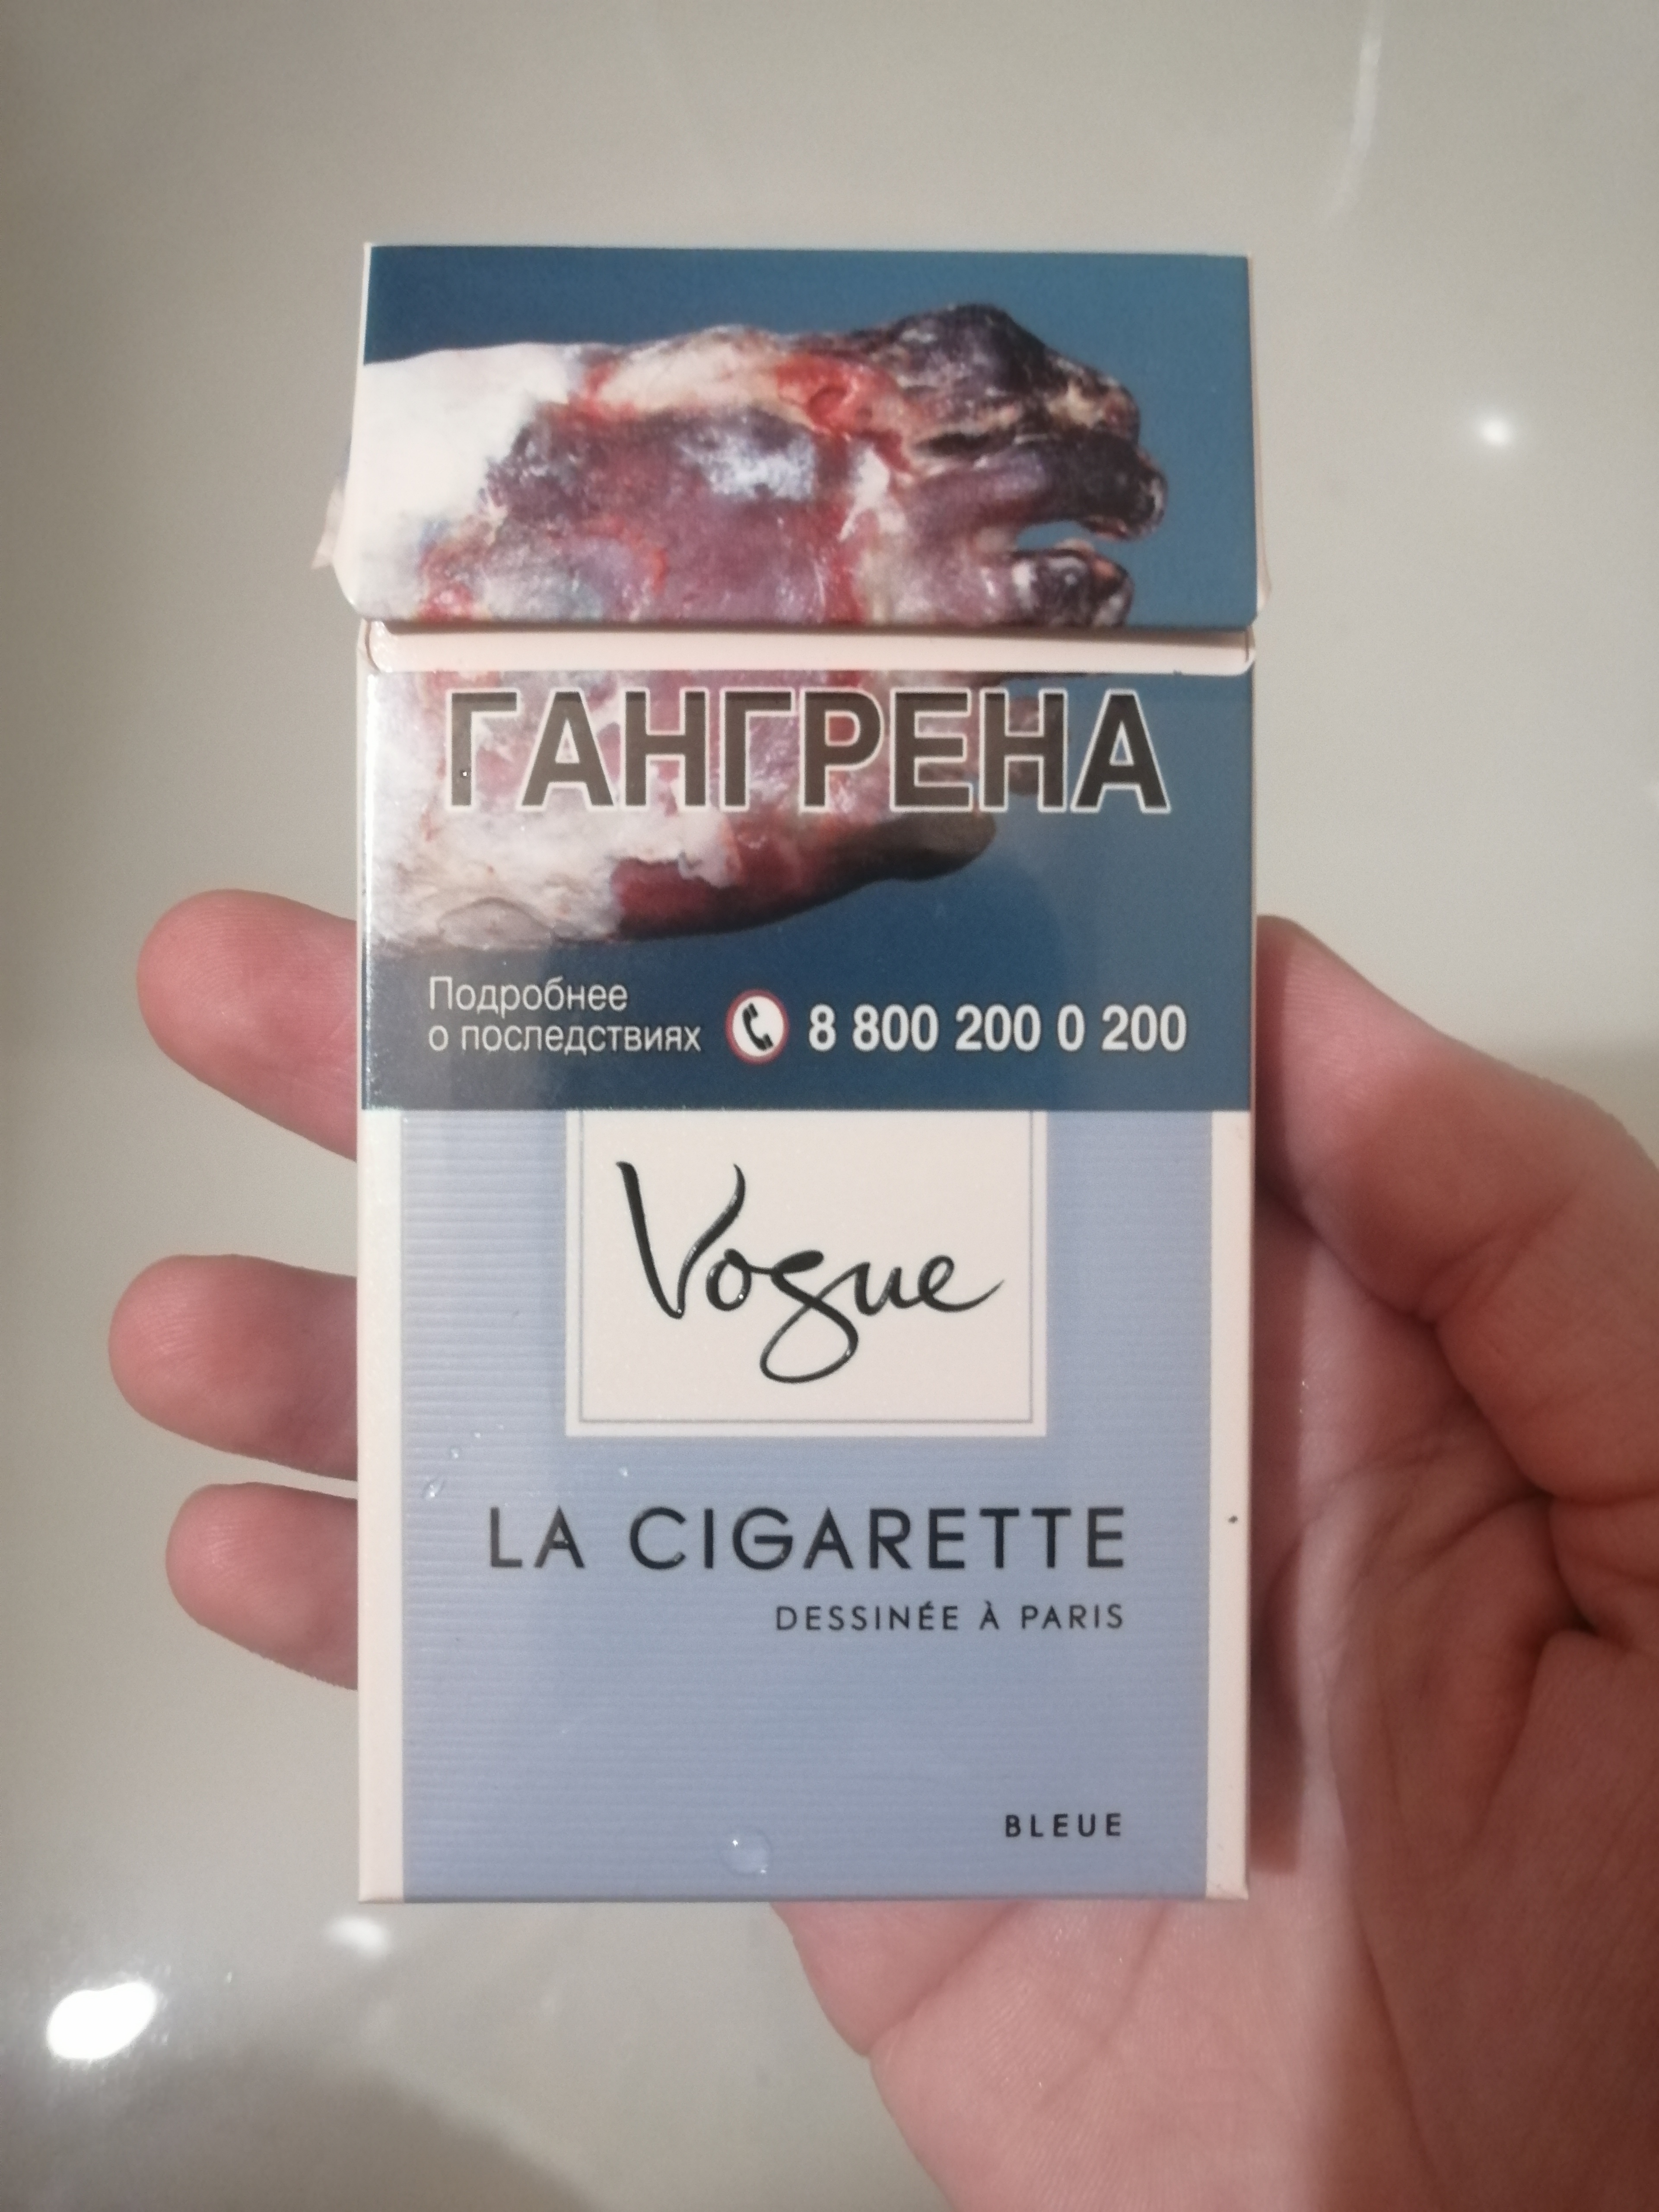 ГАНГРЕНА
Подробнее
о последствиях 8 800 200 0 200
Vogue
LA CIGARETTE
DESSINÉE À PARIS
BLEUE